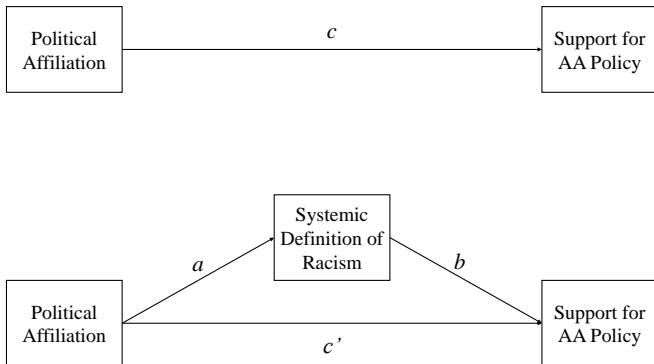 c
Political
Affiliation
Support for
AA Policy
Systemic
Definition of
Racism
a
b
Political
Affiliation
Support for
AA Policy
c’